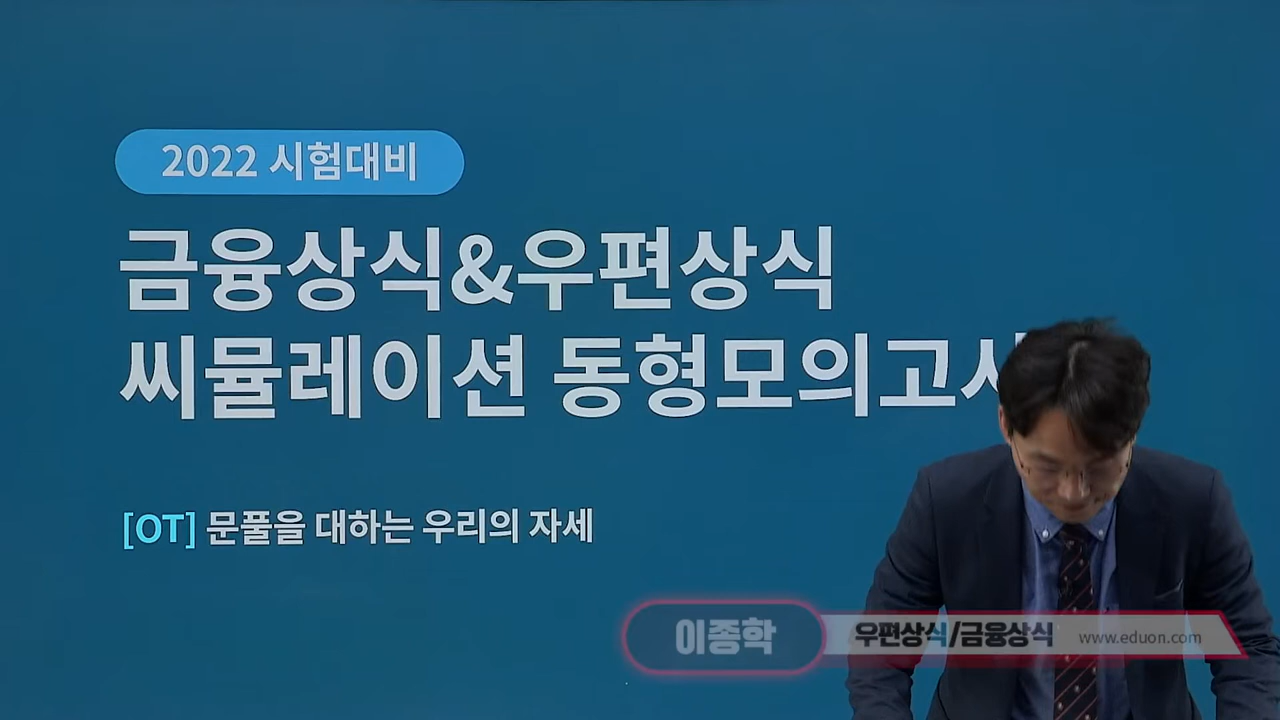 2022 시험대비
금융상식&우편상식
씨뮬레이션 동형모의고사
[OT] 문풀을 대하는 우리의 자세
이종학
우편상식/금융상식
www.eduon.com